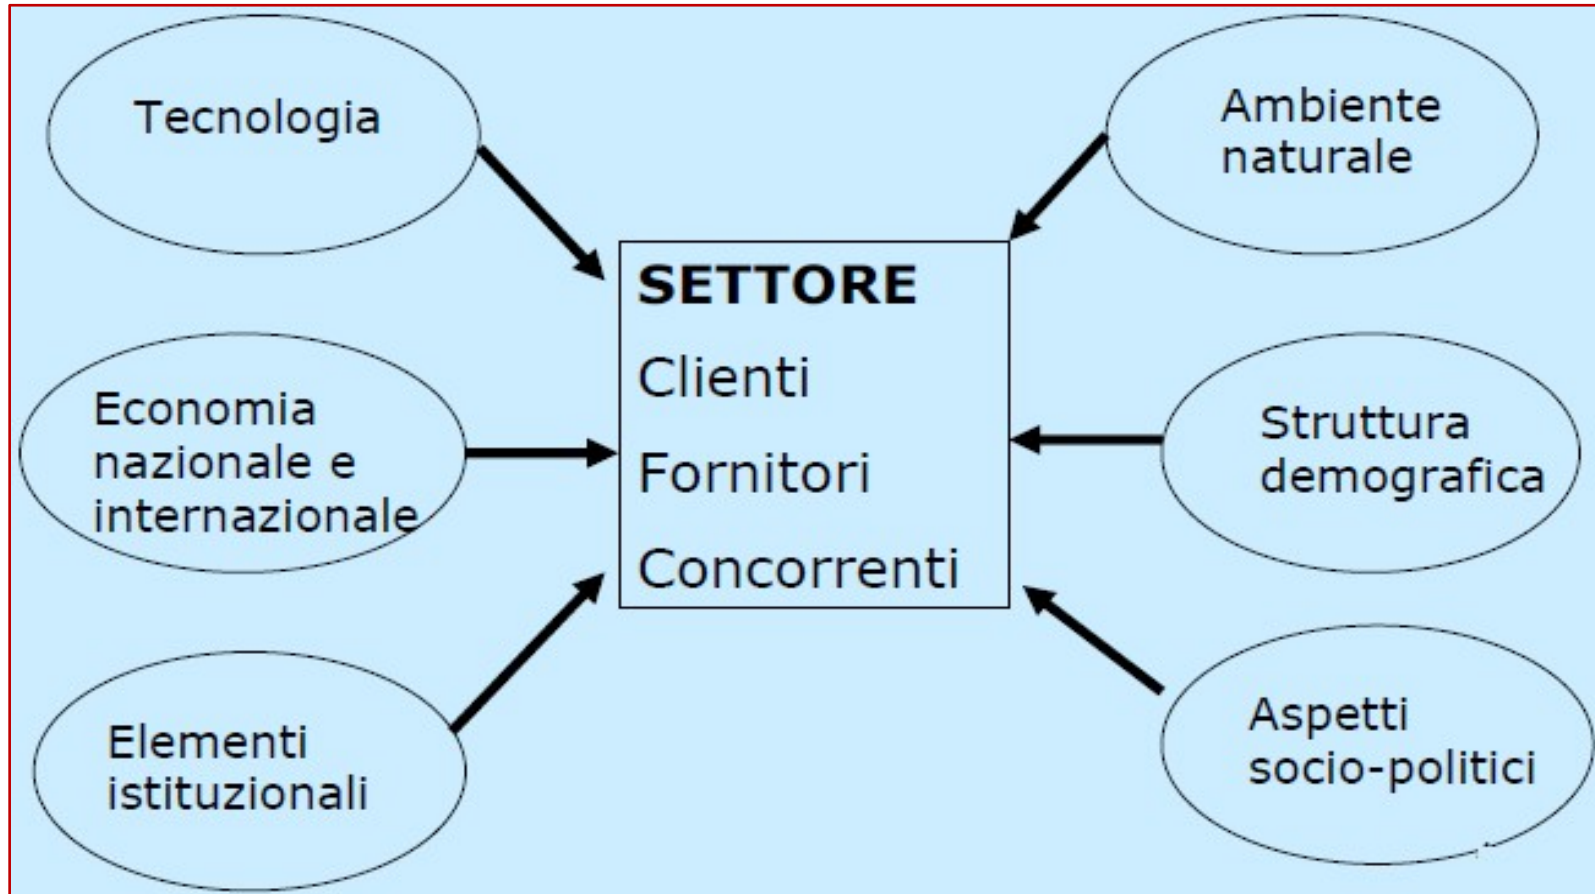 Tecnologia
Ambiente
naturale
SETTORE
Clienti
Fornitori
Concorrenti
Economia
nazionale e
internazionale
Struttura
demografica
Elementi
istituzionali
Aspetti
socio-politici